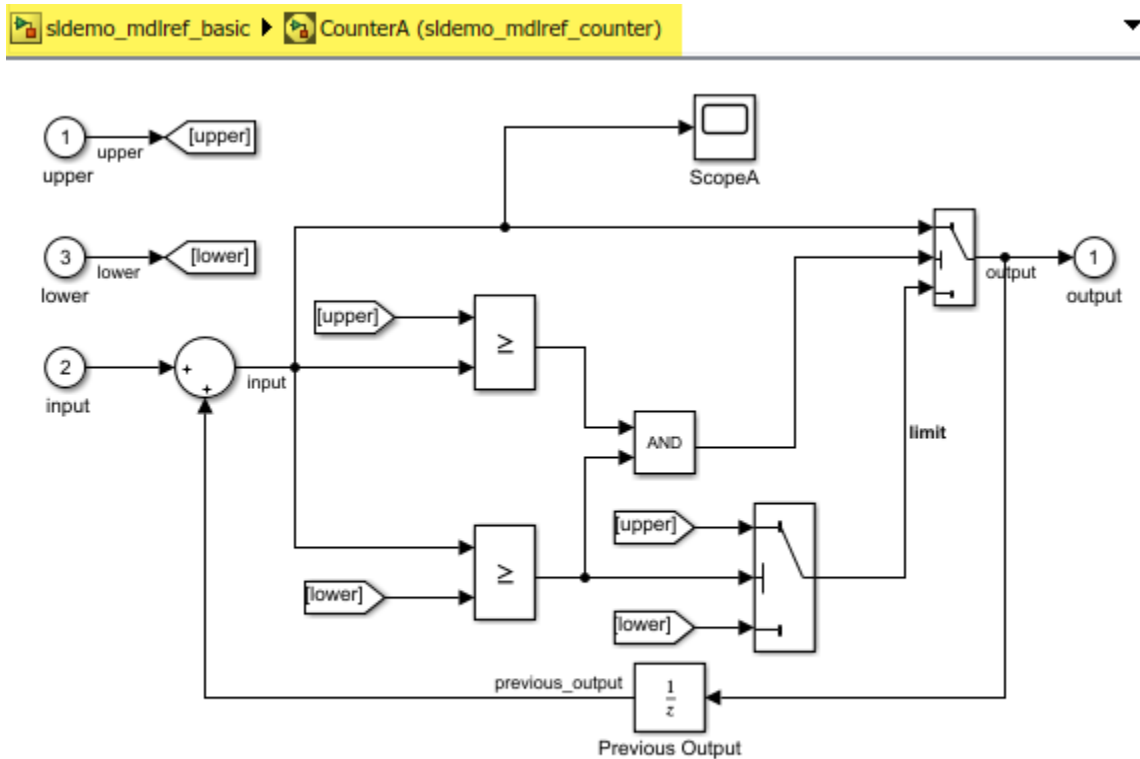 sldemo_mdlref_basic CounterA (sldemo_mdlref_counter)
1
upper
upper
[upper]
ScopeA
3
lower
lower
[lower]
output
1
output
[upper]
≥
2
input
input
AND
limit
[upper]
≥
[lower]
[lower]
previous_output
1
z
Previous Output